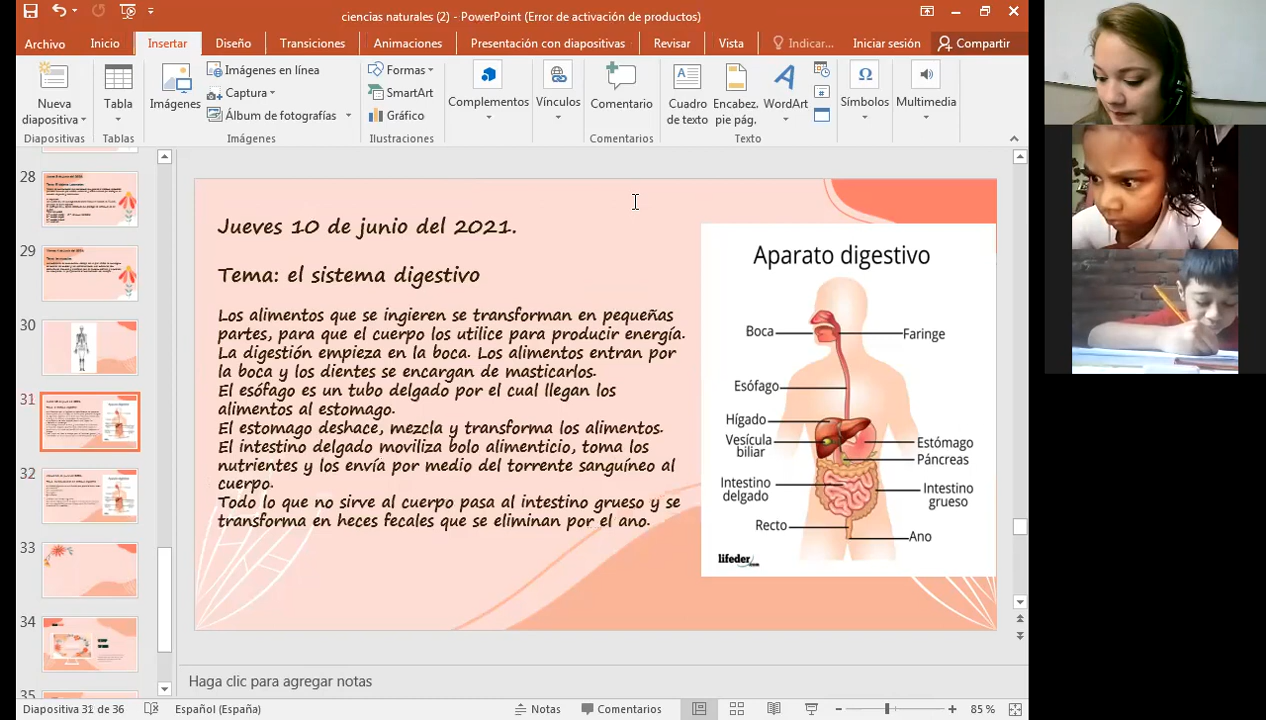 ciencias naturales (2) - PowerPoint (Error de activación de productos)
Archivo
Inicio
Insertar
Diseño
Transiciones
Animaciones
Presentación con diapositivas
Revisar
Vista
Indicar...
Iniciar sesión
Compartir
Nueva
diapositiva
Diapositivas
Tabla
Tablas
Imágenes
Imágenes en línea
Captura
Álbum de fotografías
Imágenes
Formas
SmartArt
Gráfico
Ilustraciones
Complementos
Vínculos
Comentario
Comentarios
Cuadro
de texto
Encabez.
pie pág.
WordArt
Texto
Símbolos
Multimedia
28
29
30
31
32
33
34
35
Jueves 10 de junio del 2021.
Tema: el sistema digestivo
Los alimentos que se ingieren se transforman en pequeñas
partes, para que el cuerpo los utilice para producir energía.
La digestión empieza en la boca. Los alimentos entran por
la boca y los dientes se encargan de masticarlos.
El esófago es un tubo delgado por el cual llegan los
alimentos al estomago.
El estomago deshace, mezcla y transforma los alimentos.
El intestino delgado moviliza bolo alimenticio, toma los
nutrientes y los envía por medio del torrente sanguíneo al
cuerpo.
Todo lo que no sirve al cuerpo pasa al intestino grueso y se
transforma en heces fecales que se eliminan por el ano.
Aparato digestivo
Boca
Faringe
Esófago
Hígado
Vesícula
biliar
Estómago
Páncreas
Intestino
delgado
Intestino
grueso
Recto
Ano
lifeder.com
Haga clic para agregar notas
Diapositiva 31 de 36
Español (España)
Notas
Comentarios
85 %